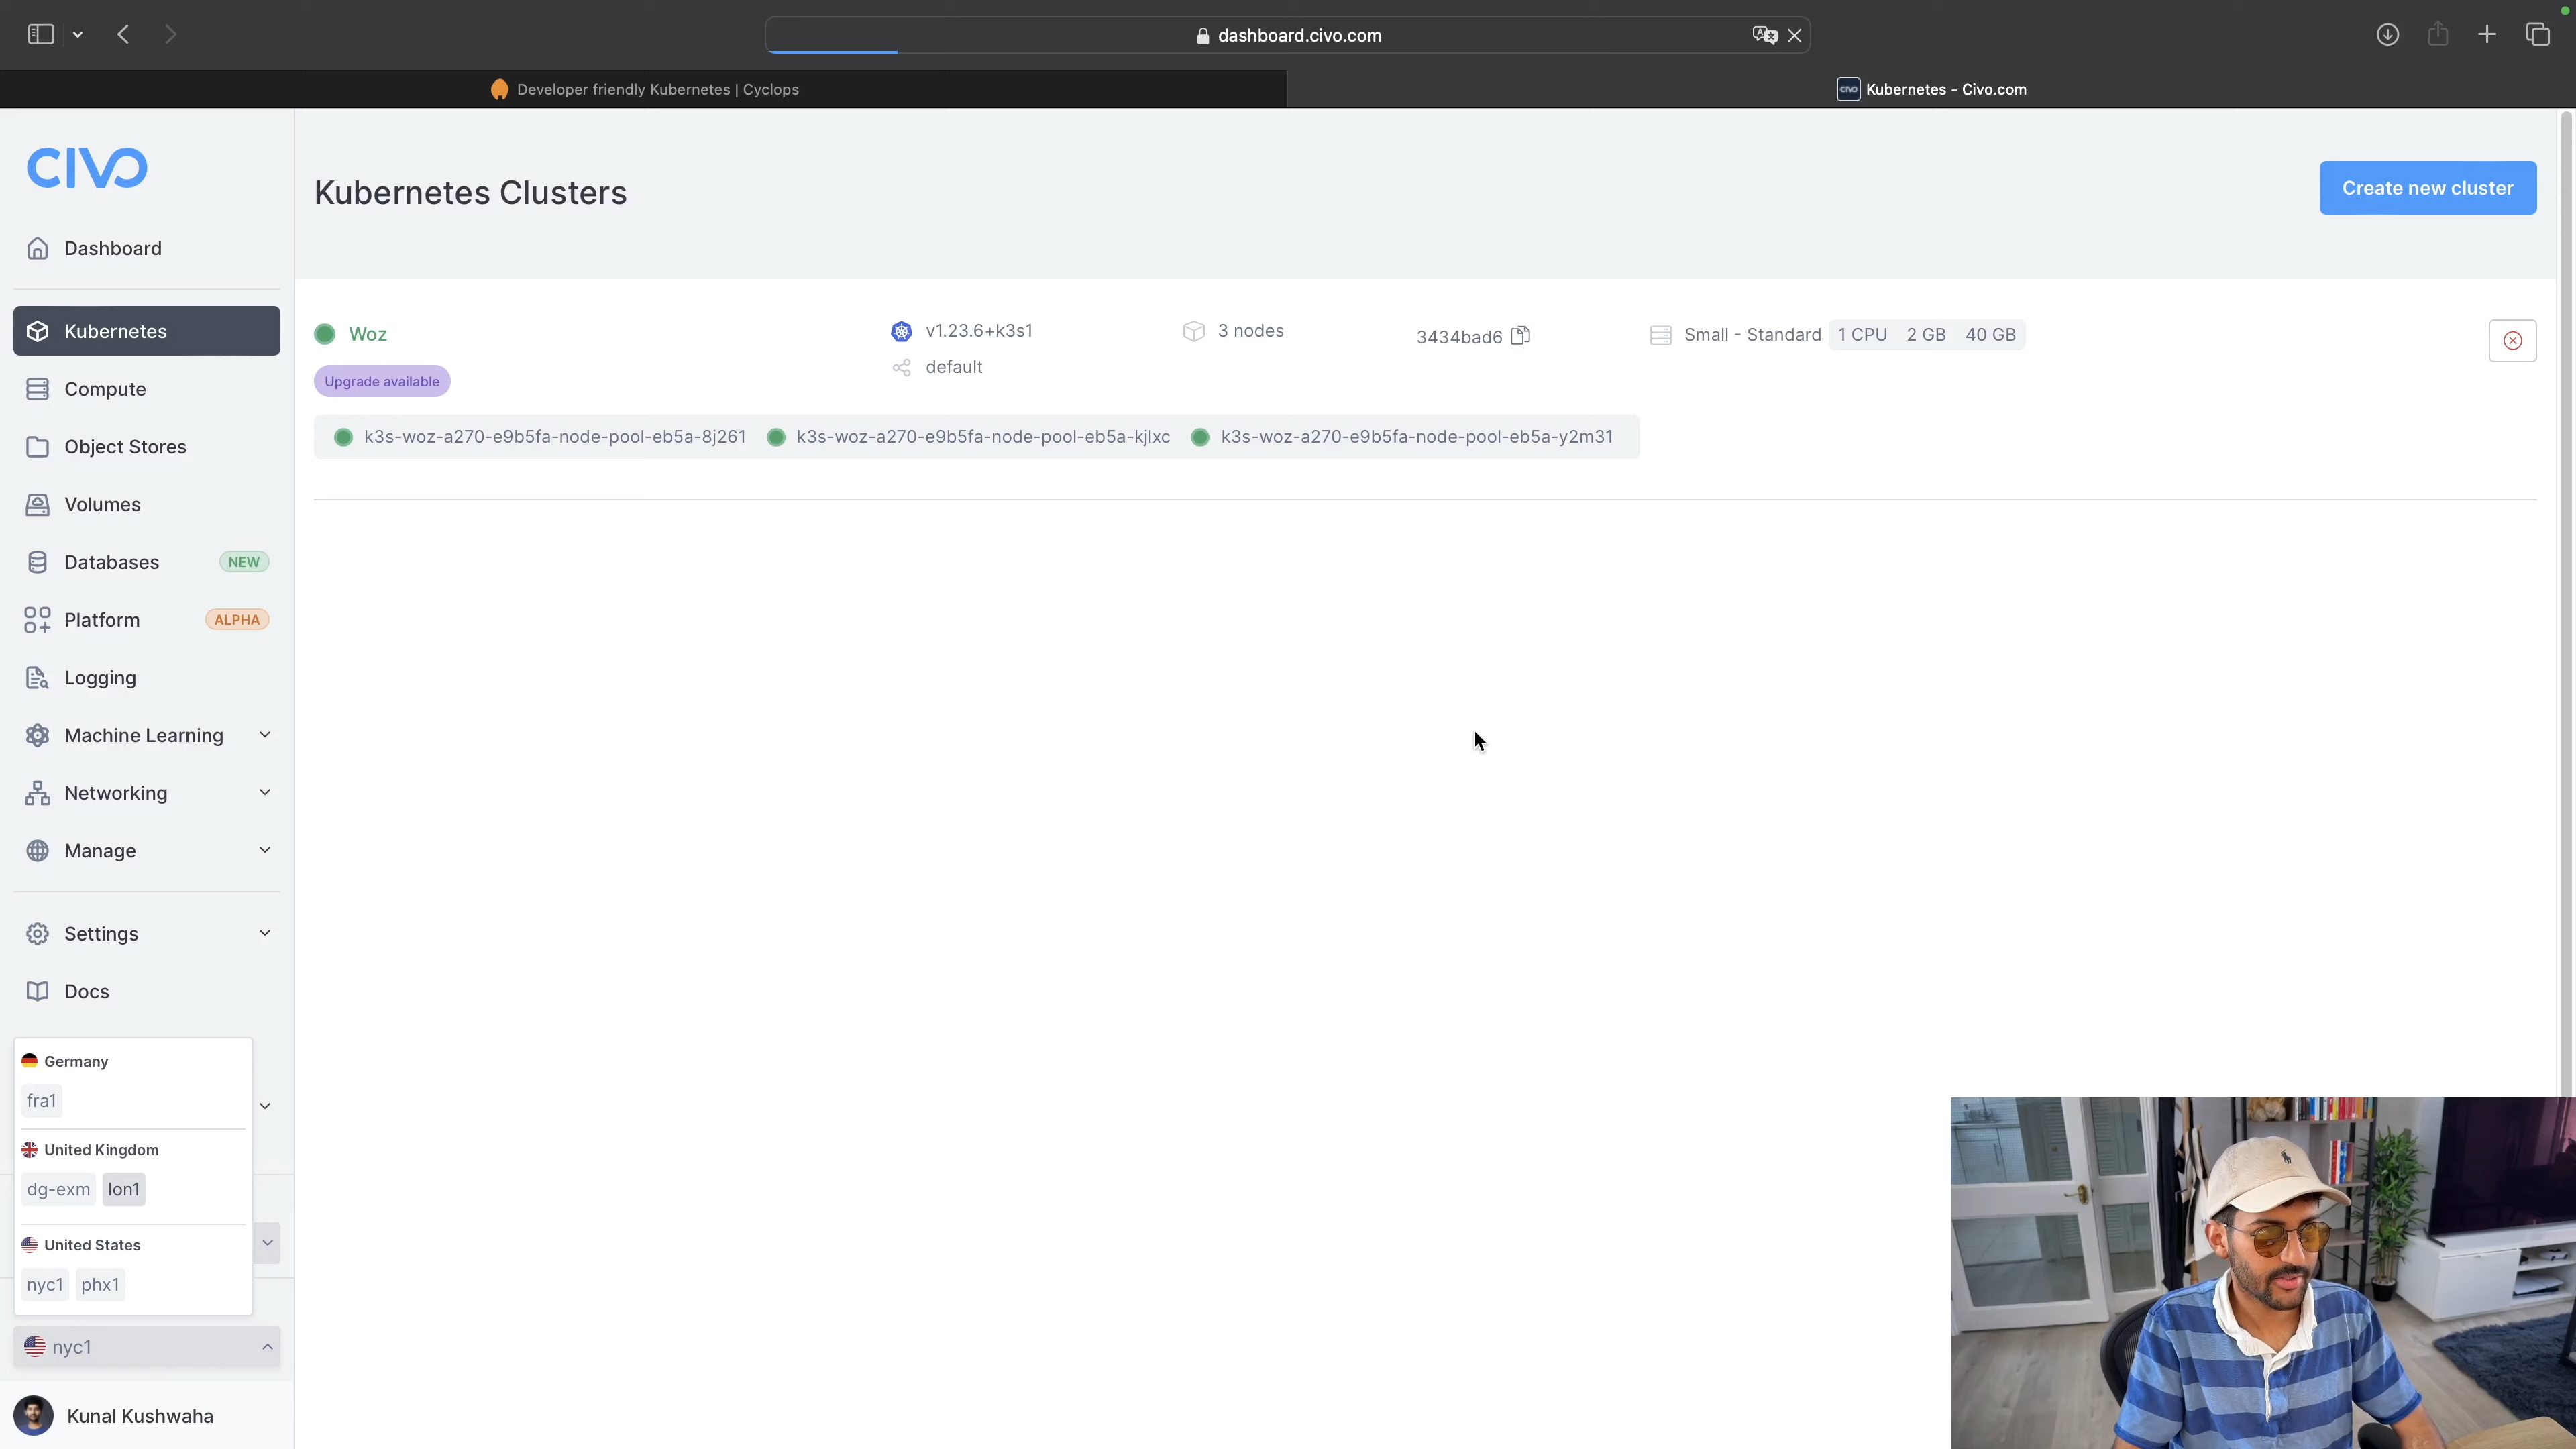 dashboard.civo.com
Developer friendly Kubernetes | Cyclops
CIVO Kubernetes - Civo.com
CIVO
Dashboard
Kubernetes
Compute
Object Stores
Volumes
Databases NEW
Platform ALPHA
Logging
Machine Learning
Networking
Manage
Settings
Docs
Germany
fra1
United Kingdom
dg-exm lon1
United States
nyc1 phx1
nyc1
Kunal Kushwaha
Kubernetes Clusters
Create new cluster
Woz
Upgrade available
v1.23.6+k3s1
default
3 nodes
3434bad6
Small - Standard 1 CPU 2 GB 40 GB
k3s-woz-a270-e9b5fa-node-pool-eb5a-8j261 k3s-woz-a270-e9b5fa-node-pool-eb5a-kjlxc k3s-woz-a270-e9b5fa-node-pool-eb5a-y2m31